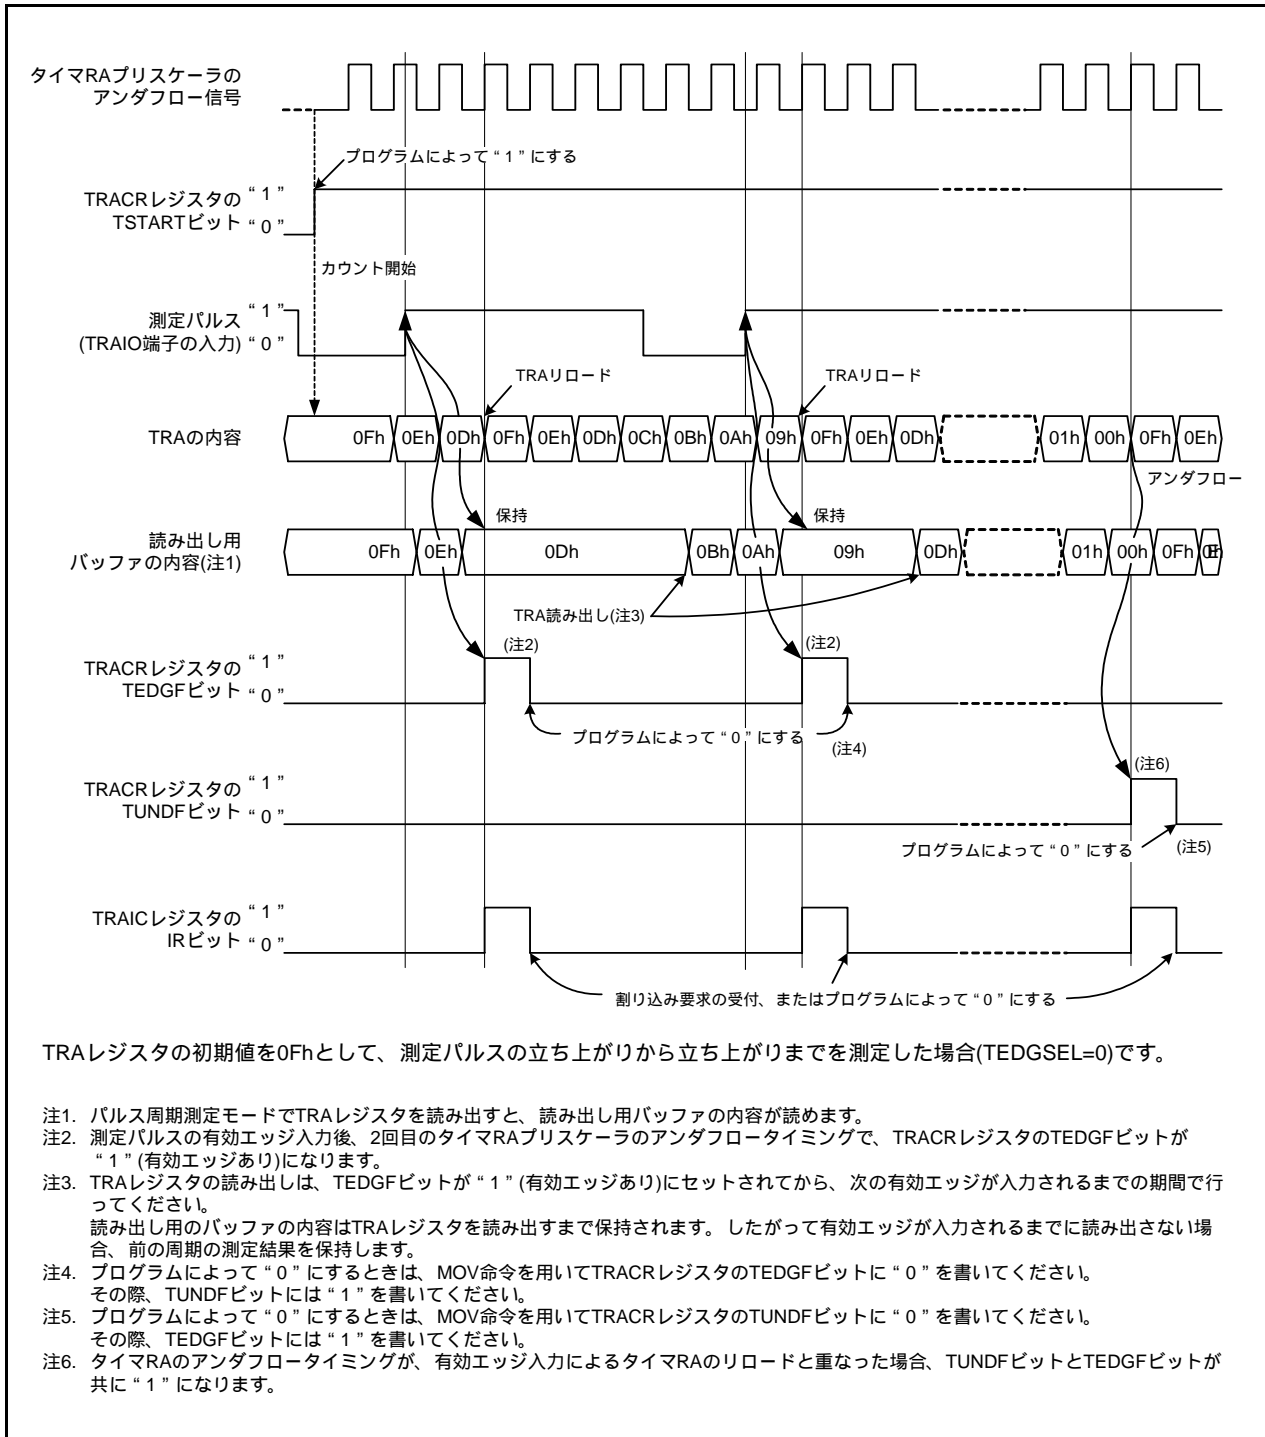 タイマRAプリスケーラの
アンダフロー信号
プログラムによって“1”にする
TRACRレジスタの “1”
TSTARTビット “0”
カウント開始
測定パルス “1”
(TRAIO端子の入力) “0”
TRAリロード
TRAリロード
TRAの内容
0Fh 0Eh 0Dh 0Fh 0Eh 0Dh 0Ch 0Bh 0Ah 09h 0Fh 0Eh 0Dh 01h 00h 0Fh 0Eh
アンダフロー
保持
保持
読み出し用
バッファの内容(注1)
0Fh 0Eh 0Dh 0Bh 0Ah 09h 0Dh 01h 00h 0Fh
TRA読み出し(注3)
(注2)
(注2)
TRACRレジスタの “1”
TEDGFビット “0”
プログラムによって“0”にする
(注4)
TRACRレジスタの “1”
TUNDFビット “0”
(注6)
プログラムによって“0”にする
(注5)
TRAICレジスタの “1”
IRビット “0”
割り込み要求の受付、またはプログラムによって“0”にする
TRAレジスタの初期値を0Fhとして、測定パルスの立ち上がりから立ち上がりまでを測定した場合(TEDGSEL=0)です。
注1. パルス周期測定モードでTRAレジスタを読み出すと、読み出し用バッファの内容が読めます。
注2. 測定パルスの有効エッジ入力後、2回目のタイマRAプリスケーラのアンダフロータイミングで、TRACRレジスタのTEDGFビットが
“1”(有効エッジあり)になります。
注3. TRAレジスタの読み出しは、TEDGFビットが“1”(有効エッジあり)にセットされてから、次の有効エッジが入力されるまでの期間で行
ってください。
読み出し用のバッファの内容はTRAレジスタを読み出すまで保持されます。したがって有効エッジが入力されるまでに読み出さない場
合、前の周期の測定結果を保持します。
注4. プログラムによって“0”にするときは、MOV命令を用いてTRACRレジスタのTEDGFビットに“0”を書いてください。
その際、TUNDFビットには“1”を書いてください。
注5. プログラムによって“0”にするときは、MOV命令を用いてTRACRレジスタのTUNDFビットに“0”を書いてください。
その際、TEDGFビットには“1”を書いてください。
注6. タイマRAのアンダフロータイミングが、有効エッジ入力によるタイマRAのリロードと重なった場合、TUNDFビットとTEDGFビットが
共に“1”になります。